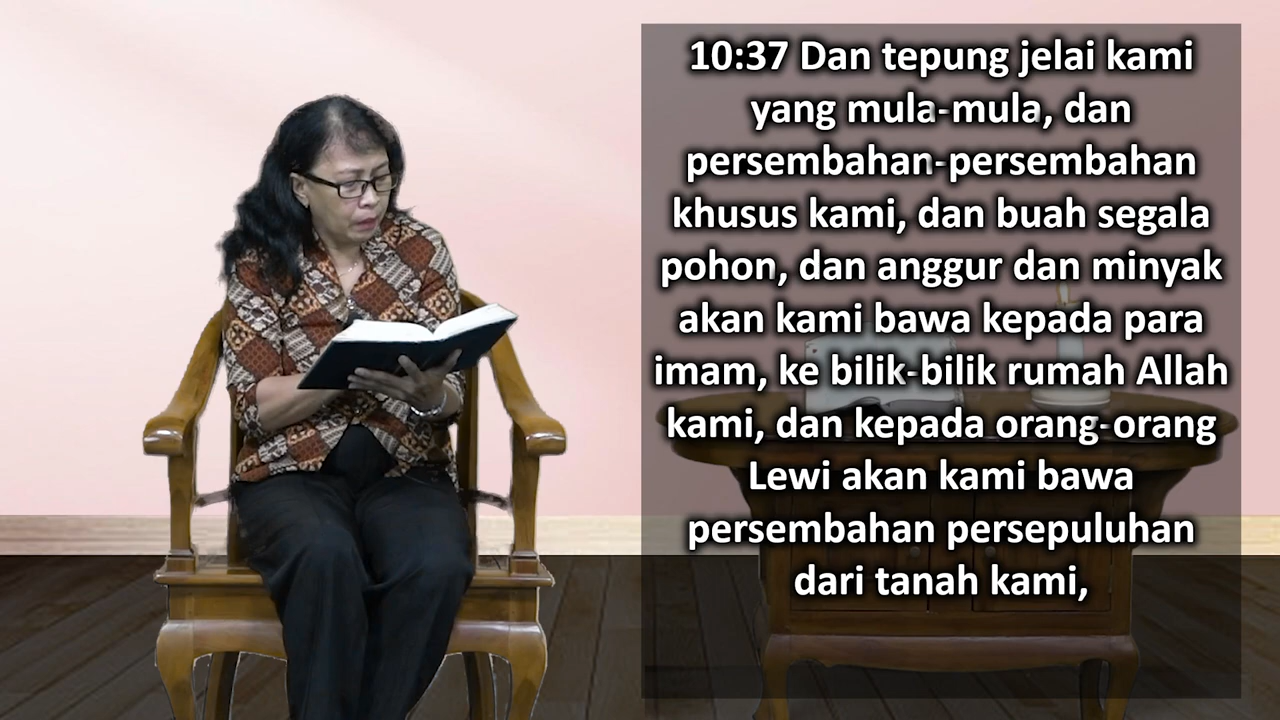 10:37 Dan tepung jelai kami
yang mula-mula, dan
persembahan-persembahan
khusus kami, dan buah segala
pohon, dan anggur dan minyak
akan kami bawa kepada para
imam, ke bilik-bilik rumah Allah
kami, dan kepada orang-orang
Lewi akan kami bawa
persembahan persepuluhan
dari tanah kami,